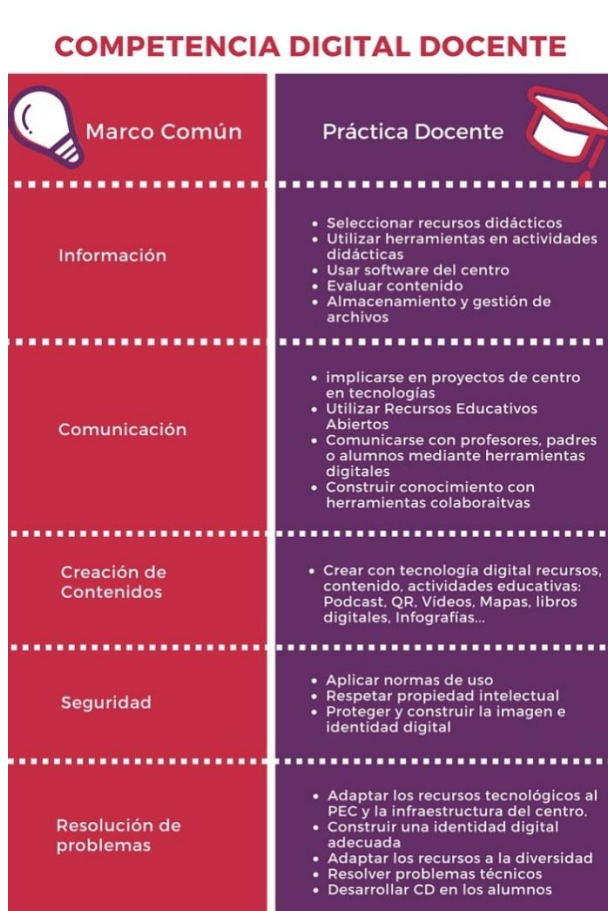 COMPETENCIA DIGITAL DOCENTE
Marco Común
Práctica Docente
Información
• Seleccionar recursos didácticos
• Utilizar herramientas en actividades
didácticas
• Usar software del centro
• Evaluar contenido
• Almacenamiento y gestión de
archivos
Comunicación
• implicarse en proyectos de centro
en tecnologías
• Utilizar Recursos Educativos
Abiertos
• Comunicarse con profesores, padres
o alumnos mediante herramientas
digitales
• Construir conocimiento con
herramientas colaboraitvas
Creación de
Contenidos
• Crear con tecnología digital recursos,
contenido, actividades educativas:
Podcast, QR, Vídeos, Mapas, libros
digitales, Infografías...
Seguridad
• Aplicar normas de uso
• Respetar propiedad intelectual
• Proteger y construir la imagen e
identidad digital
Resolución de
problemas
• Adaptar los recursos tecnológicos al
PEC y la infraestructura del centro.
• Construir una identidad digital
adecuada
• Adaptar los recursos a la diversidad
• Resolver problemas técnicos
• Desarrollar CD en los alumnos